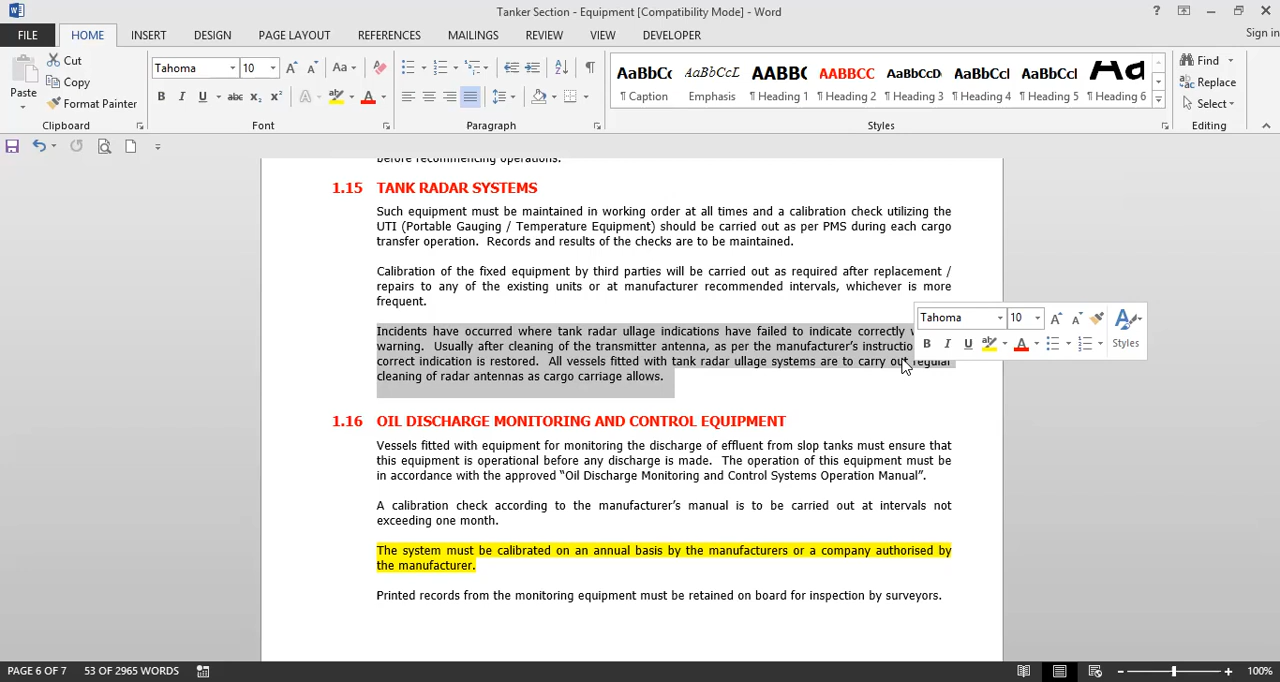 Tanker Section - Equipment [Compatibility Mode] - Word
?
FILE HOME INSERT DESIGN PAGE LAYOUT REFERENCES MAILINGS REVIEW VIEW DEVELOPER Sign in
Paste
Cut
Copy
Format Painter
Clipboard
Tahoma 10
Aa
B I U abc X₂ X² A A
Font
Paragraph
AaBbCc AaBbCcL AABBC AABBCC AaBbCcD AaBbCcl AaBbCcl AaBb
¶ Caption Emphasis ¶ Heading 1 ¶ Heading 2 ¶ Heading 3 ¶ Heading 4 ¶ Heading 5 ¶ Heading 6
Styles
Find
Replace
Select
Editing
before recommencing operations.
1.15 TANK RADAR SYSTEMS
Such equipment must be maintained in working order at all times and a calibration check utilizing the
UTI (Portable Gauging / Temperature Equipment) should be carried out as per PMS during each cargo
transfer operation. Records and results of the checks are to be maintained.
Calibration of the fixed equipment by third parties will be carried out as required after replacement /
repairs to any of the existing units or at manufacturer recommended intervals, whichever is more
frequent.
Incidents have occurred where tank radar ullage indications have failed to indicate correctly
warning. Usually after cleaning of the transmitter antenna, as per the manufacturer's
correct indication is restored. All vessels fitted with tank radar ullage systems are to carry out regular
cleaning of radar antennas as cargo carriage allows.
Tahoma 10
B I U A Styles
1.16 OIL DISCHARGE MONITORING AND CONTROL EQUIPMENT
Vessels fitted with equipment for monitoring the discharge of effluent from slop tanks must ensure that
this equipment is operational before any discharge is made. The operation of this equipment must be
in accordance with the approved “Oil Discharge Monitoring and Control Systems Operation Manual”.
A calibration check according to the manufacturer's manual is to be carried out at intervals not
exceeding one month.
The system must be calibrated on an annual basis by the manufacturers or a company authorised by
the manufacturer.
Printed records from the monitoring equipment must be retained on board for inspection by surveyors.
PAGE 6 OF 7 53 OF 2965 WORDS 100%